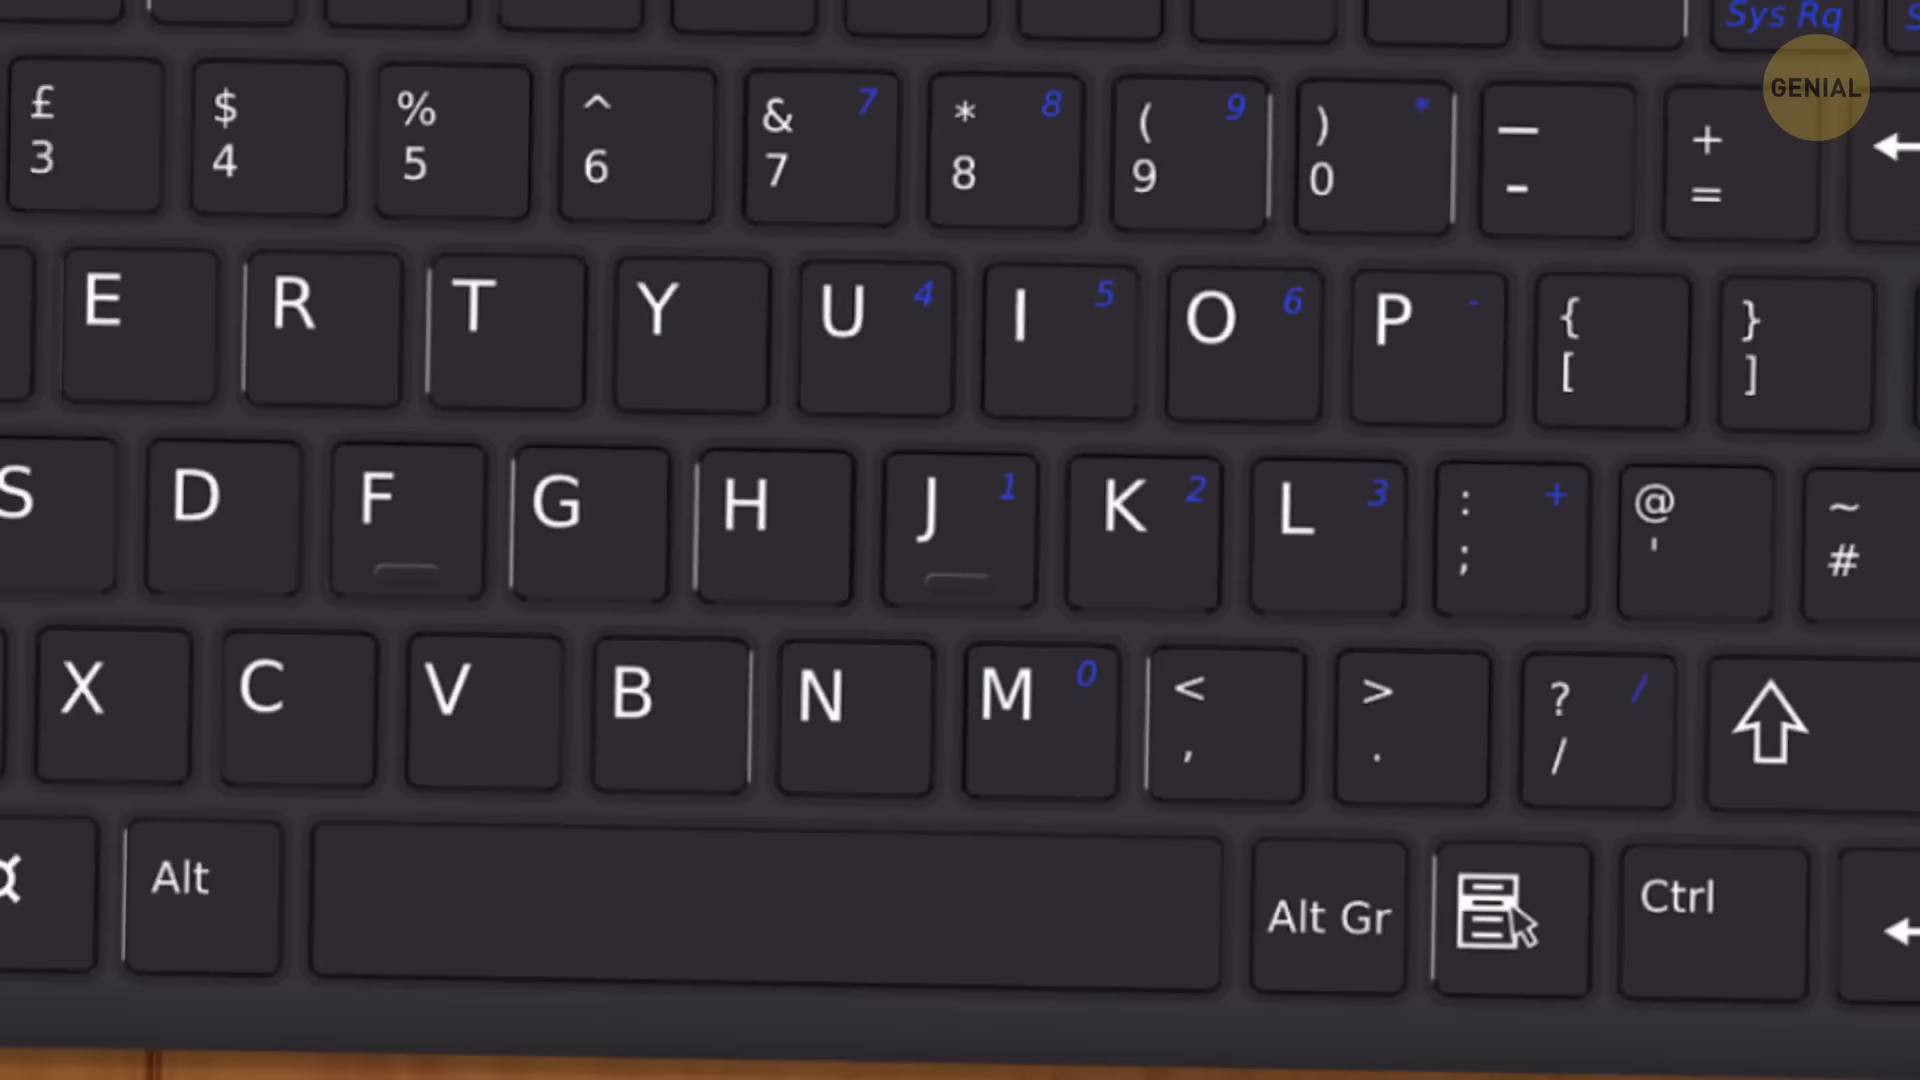 Sys Rq
GENIAL
£ $ % ^ & 7 * 8 ( 9 ) * — +
3 4 5 6 7 8 9 0 - =
E R T Y U 4 I 5 O 6 P - { }
[ ]
S D F G H J 1 K 2 L 3 : + @ ~
; ' #
X C V B N M 0 < > ? /
, . /
Alt Alt Gr Ctrl